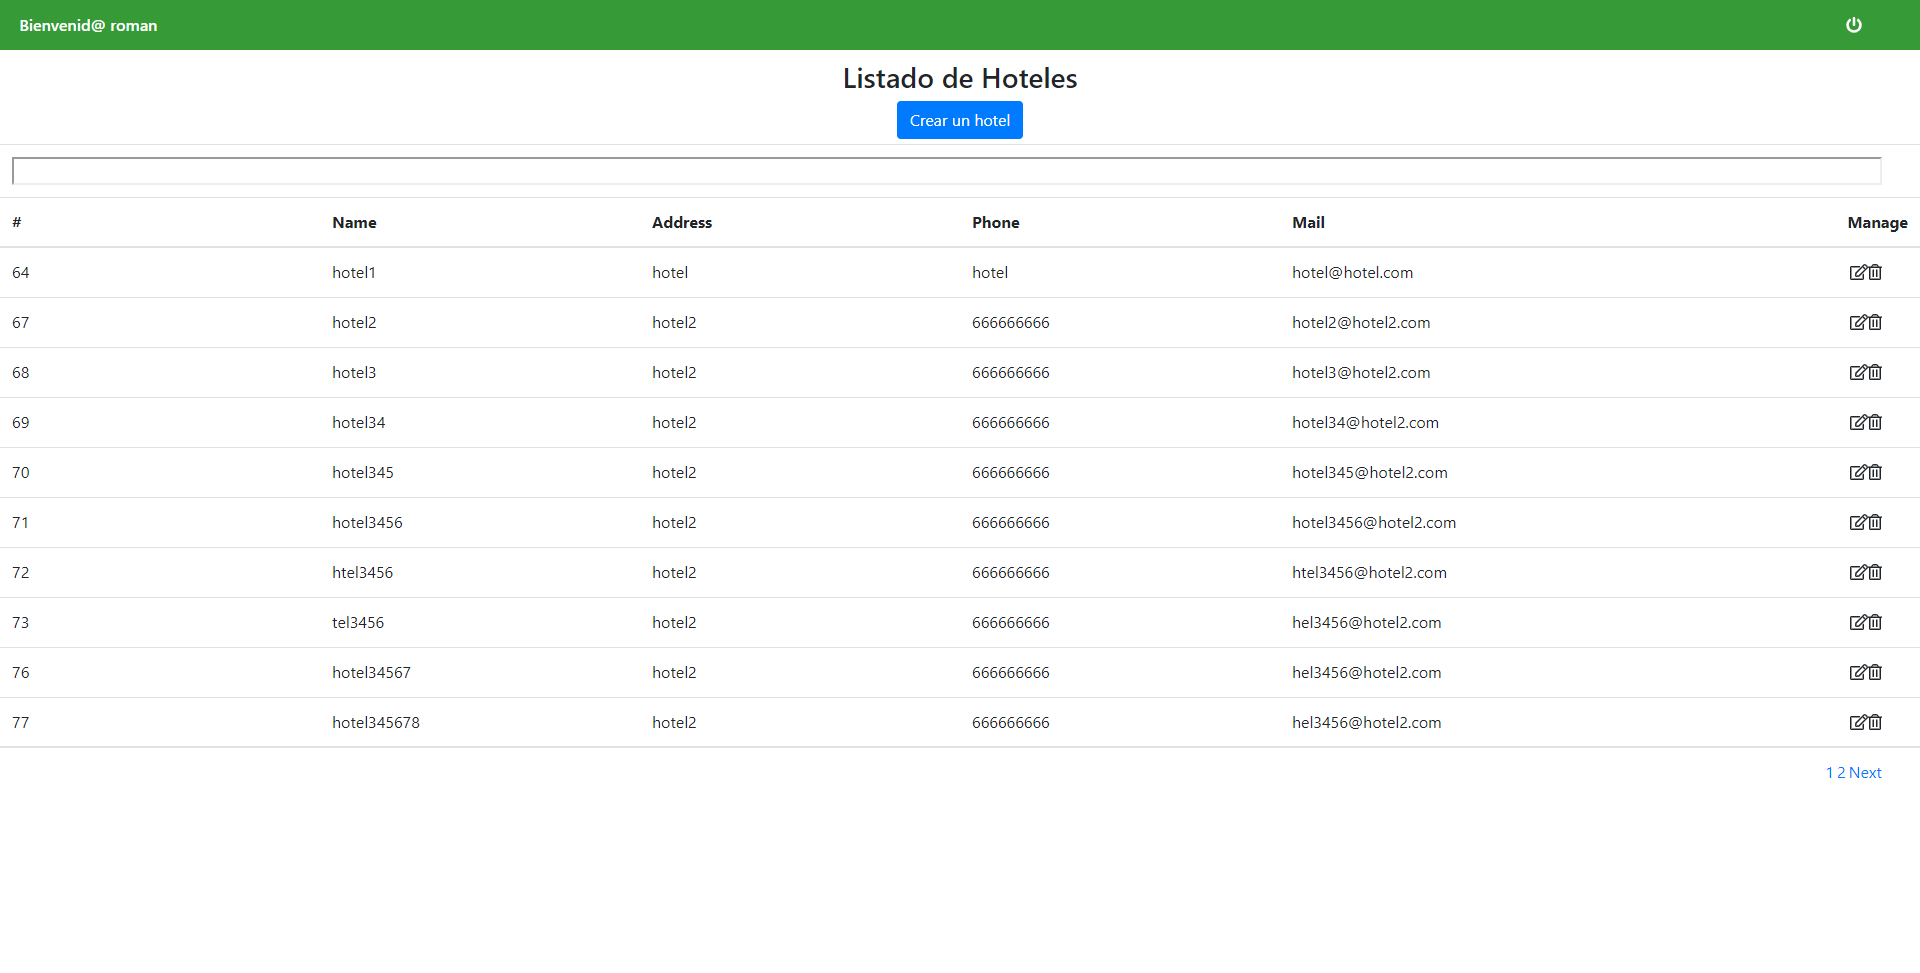 Bienvenid@ roman
Listado de Hoteles
Crear un hotel
# Name Address Phone Mail Manage
64 hotel1 hotel hotel hotel@hotel.com
67 hotel2 hotel2 666666666 hotel2@hotel2.com
68 hotel3 hotel2 666666666 hotel3@hotel2.com
69 hotel34 hotel2 666666666 hotel34@hotel2.com
70 hotel345 hotel2 666666666 hotel345@hotel2.com
71 hotel3456 hotel2 666666666 hotel3456@hotel2.com
72 htel3456 hotel2 666666666 htel3456@hotel2.com
73 tel3456 hotel2 666666666 hel3456@hotel2.com
76 hotel34567 hotel2 666666666 hel3456@hotel2.com
77 hotel345678 hotel2 666666666 hel3456@hotel2.com
1 2 Next